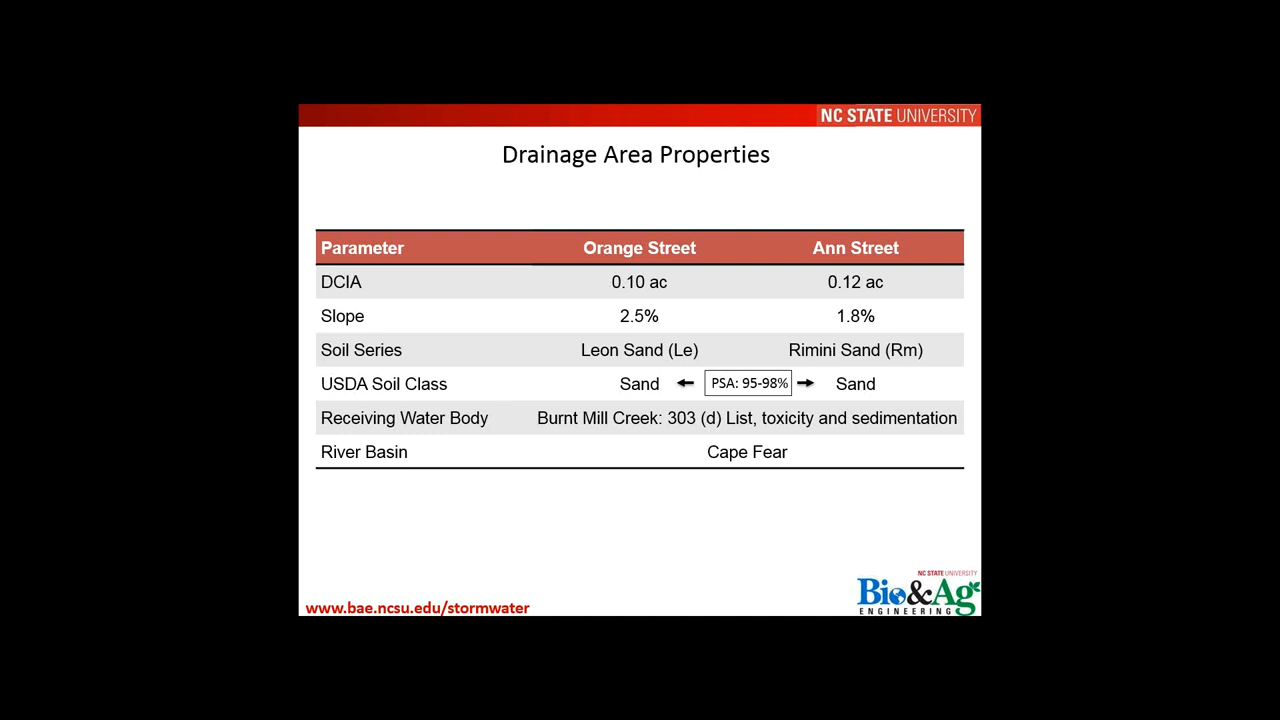 NC STATE UNIVERSITY
Drainage Area Properties
Parameter Orange Street Ann Street
DCIA 0.10 ac 0.12 ac
Slope 2.5% 1.8%
Soil Series Leon Sand (Le) Rimini Sand (Rm)
USDA Soil Class Sand PSA: 95-98% Sand
Receiving Water Body Burnt Mill Creek: 303 (d) List, toxicity and sedimentation
River Basin Cape Fear
NC STATE UNIVERSITY
Bio&Ag
ENGINEERING
www.bae.ncsu.edu/stormwater